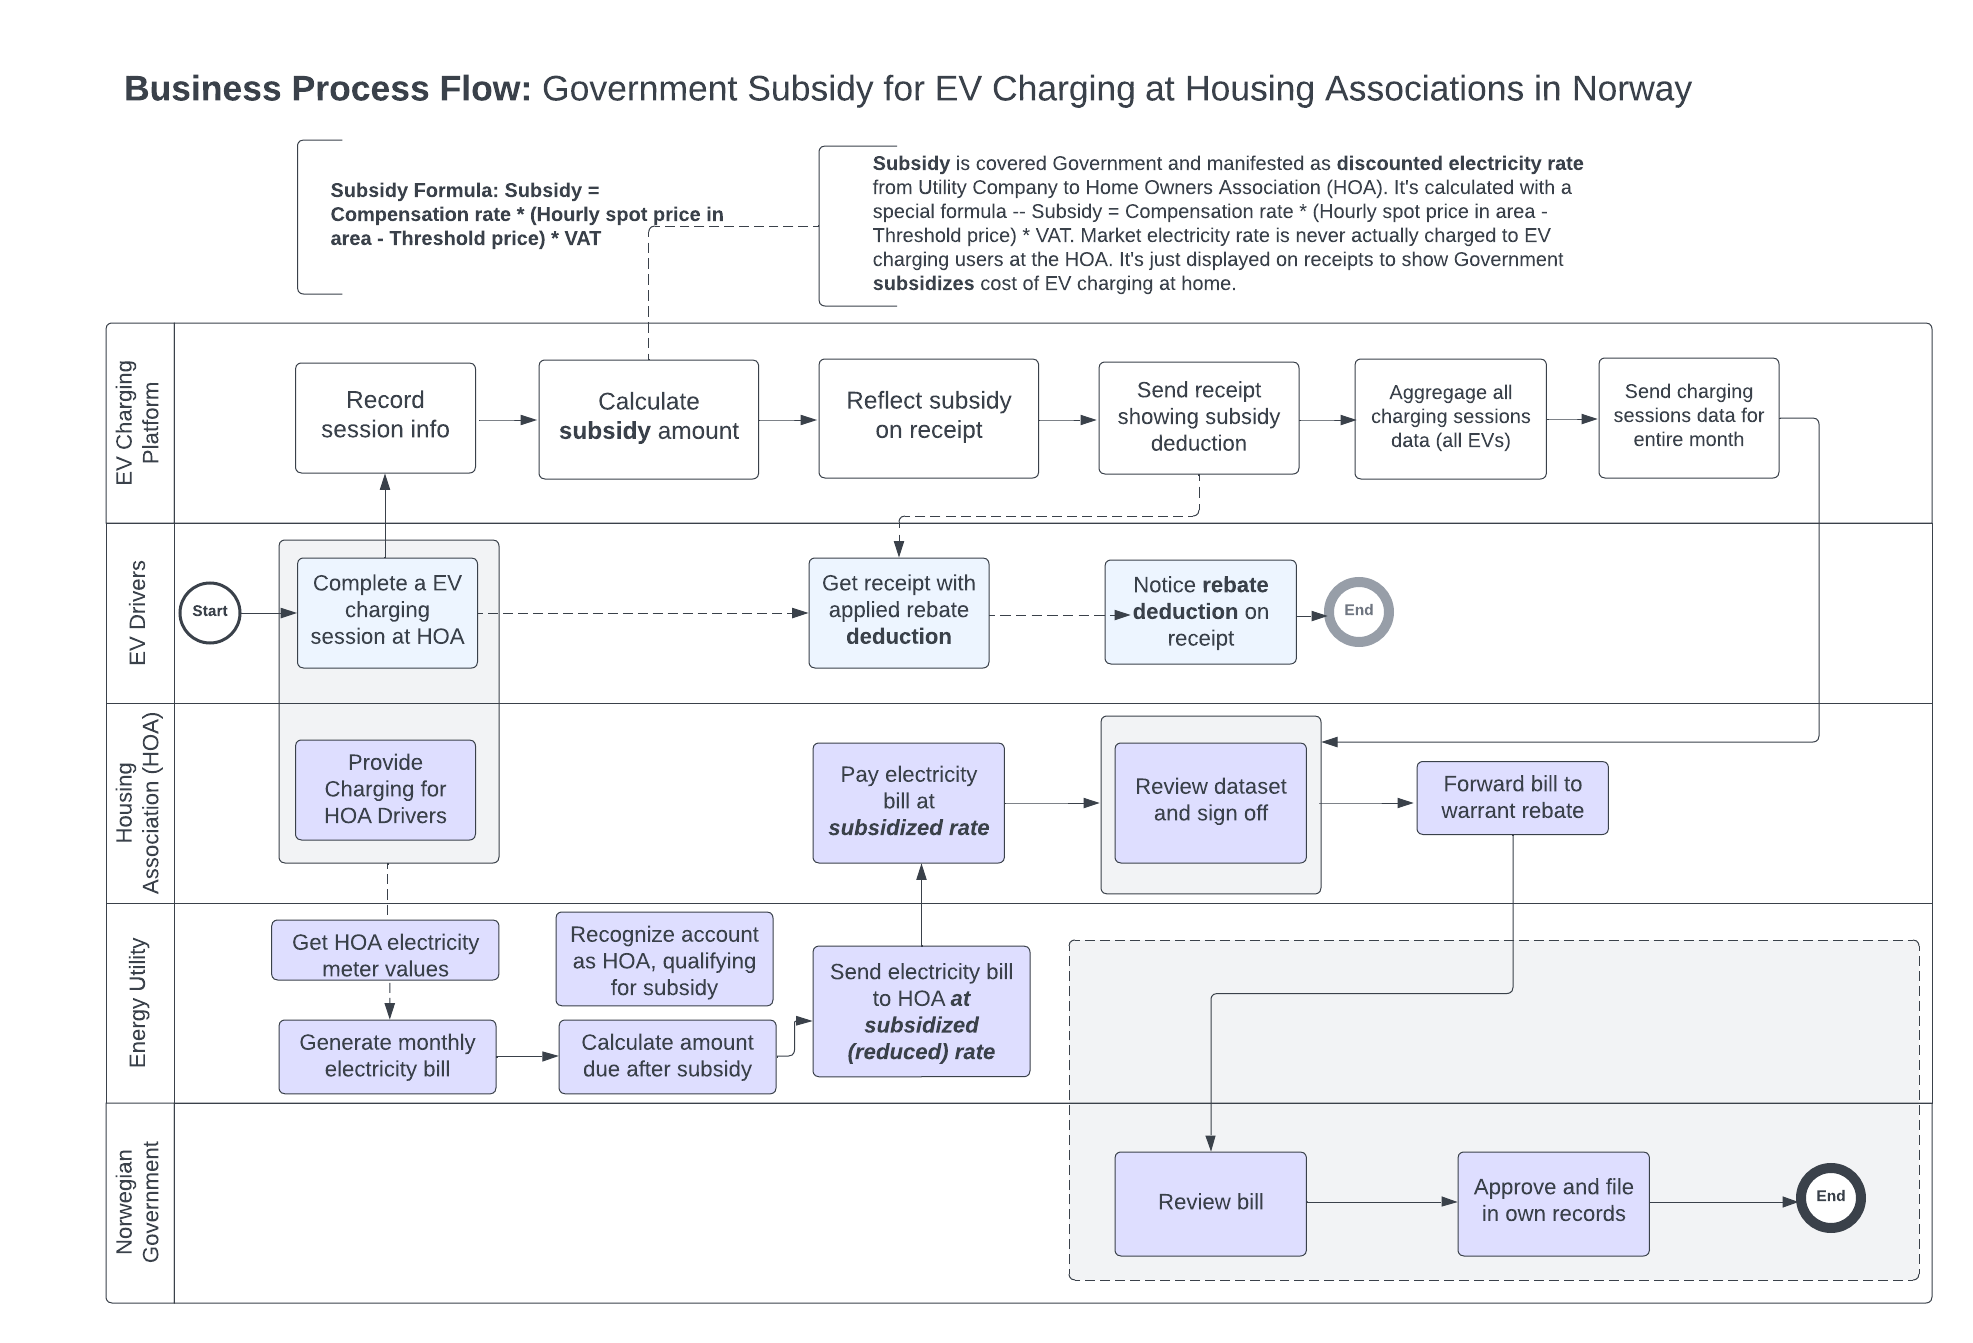 Business Process Flow: Government Subsidy for EV Charging at Housing Associations in Norway
Subsidy Formula: Subsidy =
Compensation rate * (Hourly spot price in
area - Threshold price) * VAT
Subsidy is covered Government and manifested as discounted electricity rate
from Utility Company to Home Owners Association (HOA). It's calculated with a
special formula -- Subsidy = Compensation rate * (Hourly spot price in area -
Threshold price) * VAT. Market electricity rate is never actually charged to EV
charging users at the HOA. It's just displayed on receipts to show Government
subsidizes cost of EV charging at home.
EV Charging
Platform
Record
session info
Calculate
subsidy amount
Reflect subsidy
on receipt
Send receipt
showing subsidy
deduction
Aggregage all
charging sessions
data (all EVs)
Send charging
sessions data for
entire month
EV Drivers
Start
Complete a EV
charging
session at HOA
Get receipt with
applied rebate
deduction
Notice rebate
deduction on
receipt
End
Housing
Association (HOA)
Provide
Charging for
HOA Drivers
Pay electricity
bill at
subsidized rate
Review dataset
and sign off
Forward bill to
warrant rebate
Energy Utility
Get HOA electricity
meter values
Recognize account
as HOA, qualifying
for subsidy
Generate monthly
electricity bill
Calculate amount
due after subsidy
Send electricity bill
to HOA at
subsidized
(reduced) rate
Norwegian
Government
Review bill
Approve and file
in own records
End